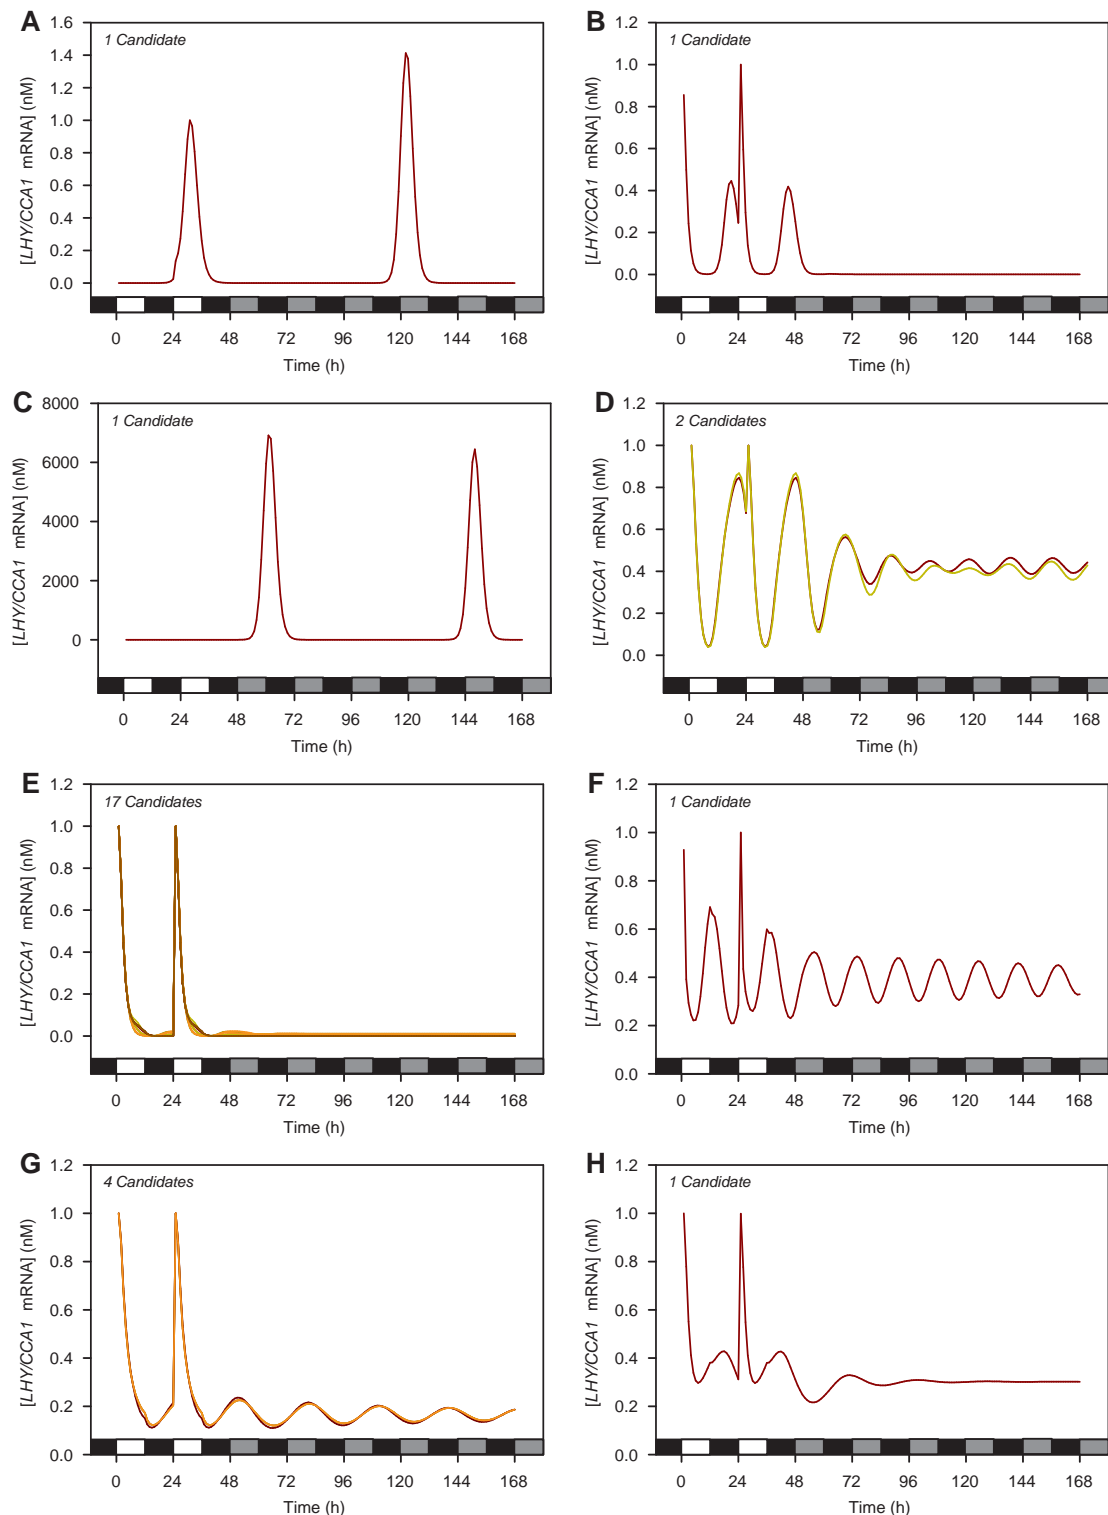 A
1 Candidate
[LHY/CCA1 mRNA] (nM)
1.6
1.4
1.2
1.0
0.8
0.6
0.4
0.2
0.0
0 24 48 72 96 120 144 168
Time (h)
B
1 Candidate
[LHY/CCA1 mRNA] (nM)
1.2
1.0
0.8
0.6
0.4
0.2
0.0
0 24 48 72 96 120 144 168
Time (h)
C
1 Candidate
[LHY/CCA1 mRNA] (nM)
8000
6000
4000
2000
0
0 24 48 72 96 120 144 168
Time (h)
D
2 Candidates
[LHY/CCA1 mRNA] (nM)
1.2
1.0
0.8
0.6
0.4
0.2
0.0
0 24 48 72 96 120 144 168
Time (h)
E
17 Candidates
[LHY/CCA1 mRNA] (nM)
1.2
1.0
0.8
0.6
0.4
0.2
0.0
0 24 48 72 96 120 144 168
Time (h)
F
1 Candidate
[LHY/CCA1 mRNA] (nM)
1.2
1.0
0.8
0.6
0.4
0.2
0.0
0 24 48 72 96 120 144 168
Time (h)
G
4 Candidates
[LHY/CCA1 mRNA] (nM)
1.2
1.0
0.8
0.6
0.4
0.2
0.0
0 24 48 72 96 120 144 168
Time (h)
H
1 Candidate
[LHY/CCA1 mRNA] (nM)
1.2
1.0
0.8
0.6
0.4
0.2
0.0
0 24 48 72 96 120 144 168
Time (h)